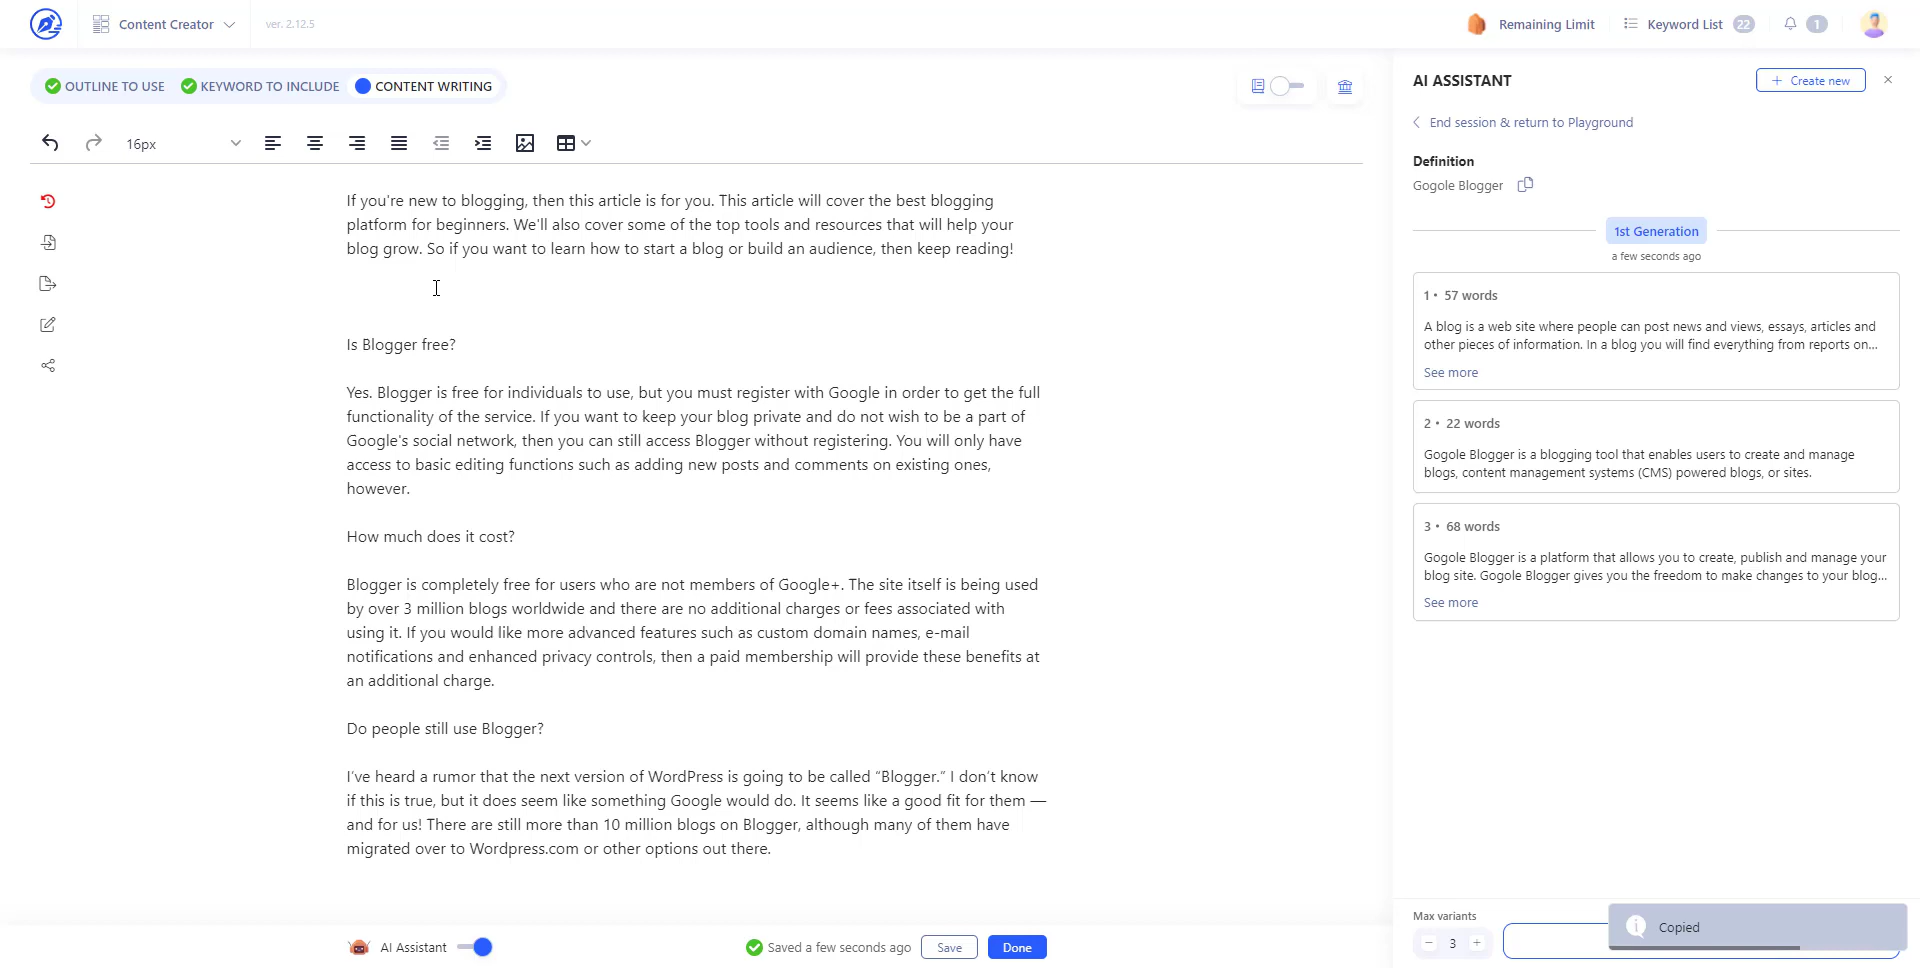 Content Creator
ver. 2.12.5
Remaining Limit
Keyword List 22
1
OUTLINE TO USE
KEYWORD TO INCLUDE
CONTENT WRITING
16px
If you're new to blogging, then this article is for you. This article will cover the best blogging
platform for beginners. We'll also cover some of the top tools and resources that will help your
blog grow. So if you want to learn how to start a blog or build an audience, then keep reading!
Is Blogger free?
Yes. Blogger is free for individuals to use, but you must register with Google in order to get the full
functionality of the service. If you want to keep your blog private and do not wish to be a part of
Google's social network, then you can still access Blogger without registering. You will only have
access to basic editing functions such as adding new posts and comments on existing ones,
however.
How much does it cost?
Blogger is completely free for users who are not members of Google+. The site itself is being used
by over 3 million blogs worldwide and there are no additional charges or fees associated with
using it. If you would like more advanced features such as custom domain names, e-mail
notifications and enhanced privacy controls, then a paid membership will provide these benefits at
an additional charge.
Do people still use Blogger?
I've heard a rumor that the next version of WordPress is going to be called “Blogger.” I don't know
if this is true, but it does seem like something Google would do. It seems like a good fit for them —
and for us! There are still more than 10 million blogs on Blogger, although many of them have
migrated over to Wordpress.com or other options out there.
AI Assistant
Saved a few seconds ago
Save
Done
AI ASSISTANT
+ Create new
End session & return to Playground
Definition
Gogole Blogger
1st Generation
a few seconds ago
1 • 57 words
A blog is a web site where people can post news and views, essays, articles and
other pieces of information. In a blog you will find everything from reports on...
See more
2 • 22 words
Gogole Blogger is a blogging tool that enables users to create and manage
blogs, content management systems (CMS) powered blogs, or sites.
3 • 68 words
Gogole Blogger is a platform that allows you to create, publish and manage your
blog site. Gogole Blogger gives you the freedom to make changes to your blog...
See more
Max variants
− 3 +
Copied